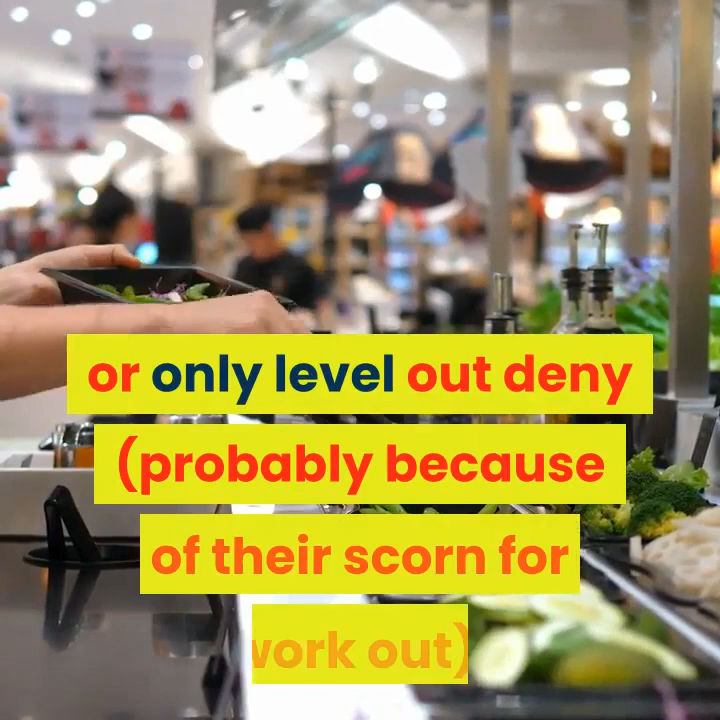 or only level out deny
(probably because
of their scorn for
work out)